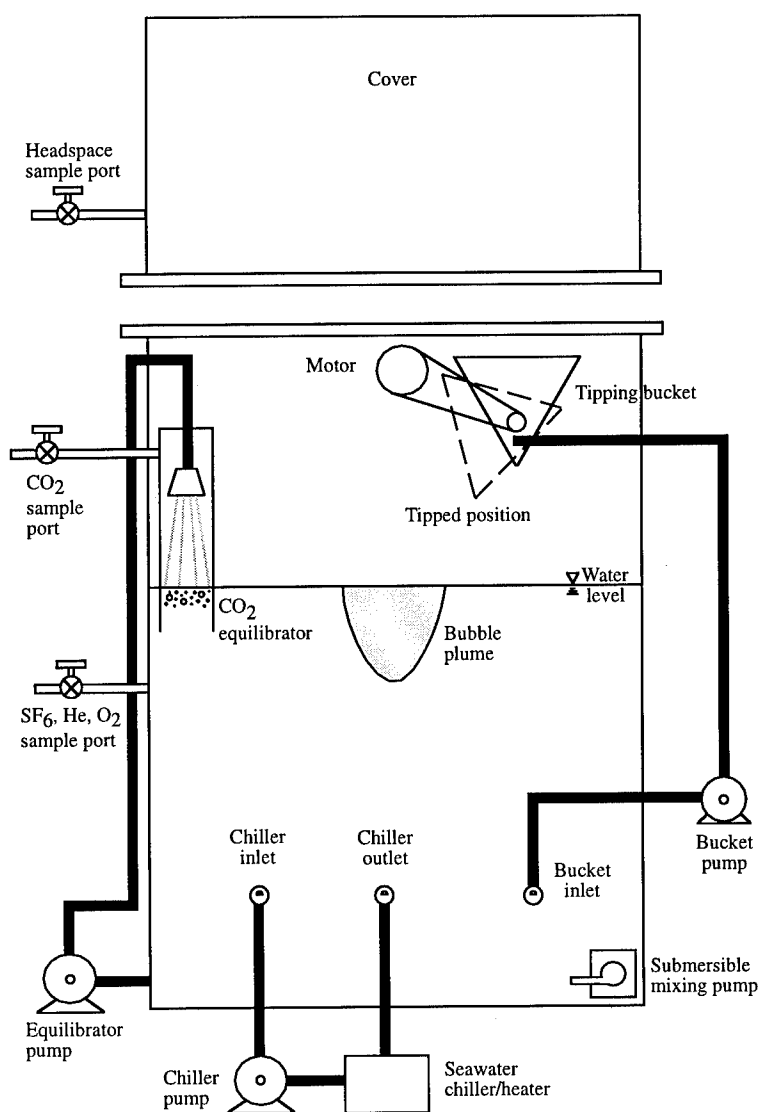 Cover
Headspace
sample port
Motor
Tipping bucket
CO2
sample
port
Tipped position
Water
level
CO2
equilibrator
Bubble
plume
SF6, He, O2
sample port
Chiller
inlet
Chiller
outlet
Bucket
inlet
Bucket
pump
Submersible
mixing pump
Equilibrator
pump
Chiller
pump
Seawater
chiller/heater